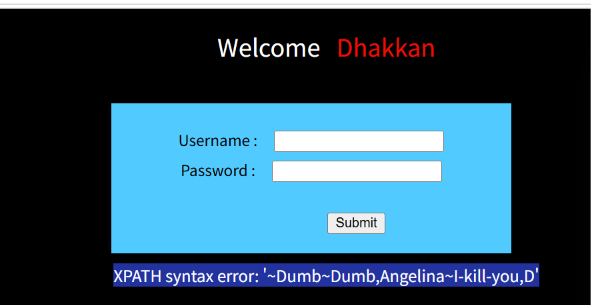 Welcome Dhakkan
Username :
Password :
Submit
XPATH syntax error: '~Dumb~Dumb,Angelina~I-kill-you,D'